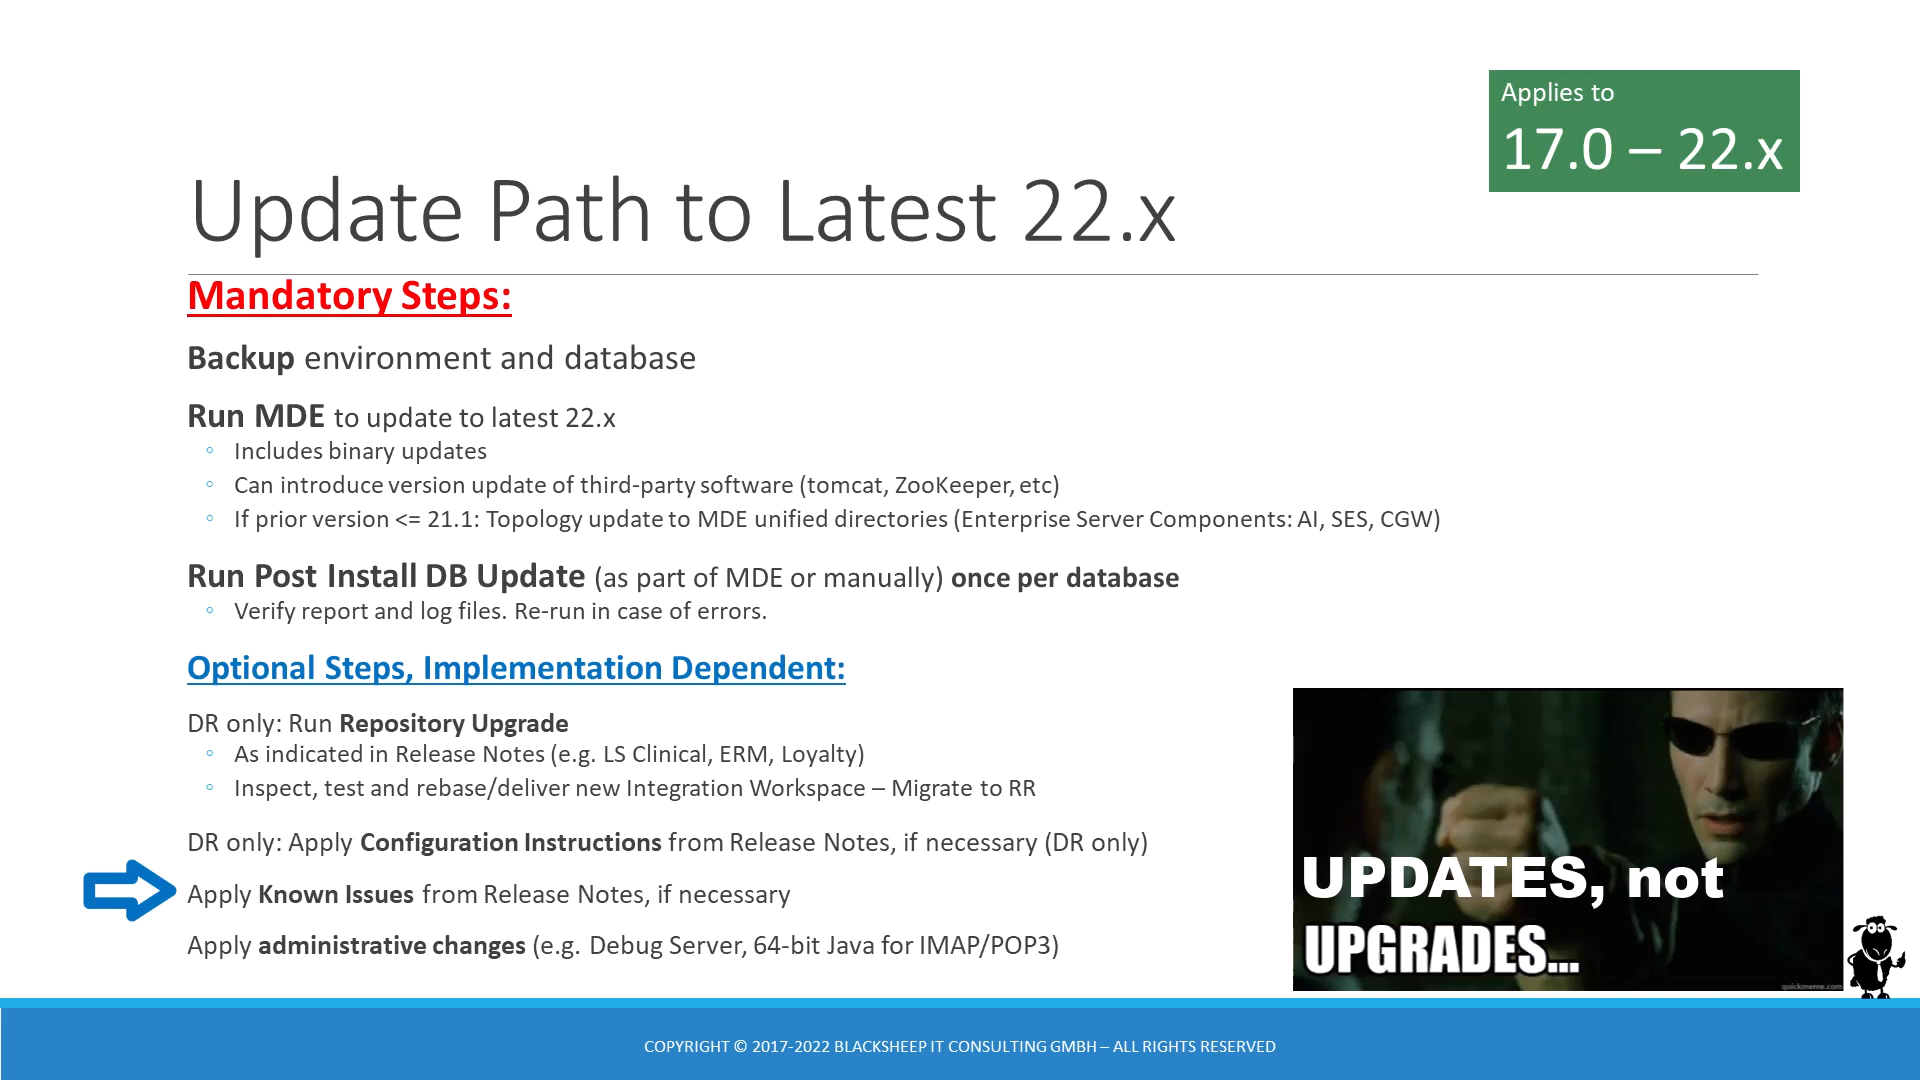 Applies to
17.0 – 22.x
Update Path to Latest 22.x
Mandatory Steps:
Backup environment and database
Run MDE to update to latest 22.x
◦ Includes binary updates
◦ Can introduce version update of third-party software (tomcat, ZooKeeper, etc)
◦ If prior version <= 21.1: Topology update to MDE unified directories (Enterprise Server Components: AI, SES, CGW)
Run Post Install DB Update (as part of MDE or manually) once per database
◦ Verify report and log files. Re-run in case of errors.
Optional Steps, Implementation Dependent:
DR only: Run Repository Upgrade
◦ As indicated in Release Notes (e.g. LS Clinical, ERM, Loyalty)
◦ Inspect, test and rebase/deliver new Integration Workspace – Migrate to RR
DR only: Apply Configuration Instructions from Release Notes, if necessary (DR only)
Apply Known Issues from Release Notes, if necessary
Apply administrative changes (e.g. Debug Server, 64-bit Java for IMAP/POP3)
UPDATES, not
UPGRADES...
quickmeme.com
COPYRIGHT © 2017-2022 BLACKSHEEP IT CONSULTING GMBH – ALL RIGHTS RESERVED